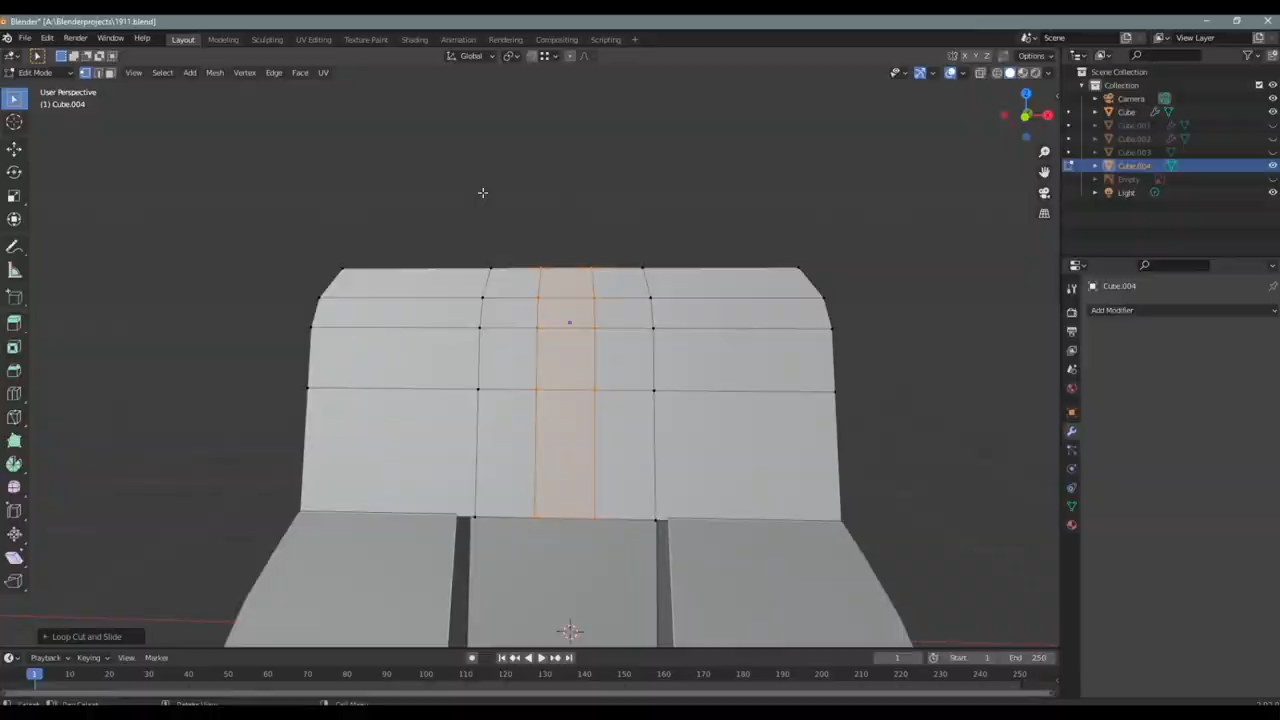 Blender* [A:\Blenderprojects\1911.blend]
File Edit Render Window Help Layout Modeling Sculpting UV Editing Texture Paint Shading Animation Rendering Compositing Scripting + Scene View Layer
Global Options
Edit Mode View Select Add Mesh Vertex Edge Face UV
X Y Z
User Perspective
(1) Cube.004
Scene Collection
Collection
Camera
Cube
Cube.001
Cube.002
Cube.003
Cube.004
Empty
Light
Z
X
Cube.004
Add Modifier
Loop Cut and Slide
Playback Keying View Marker 1 Start 1 End 250
1 10 20 30 40 50 60 70 80 90 100 110 120 130 140 150 160 170 180 190 200 210 220 230 240 250